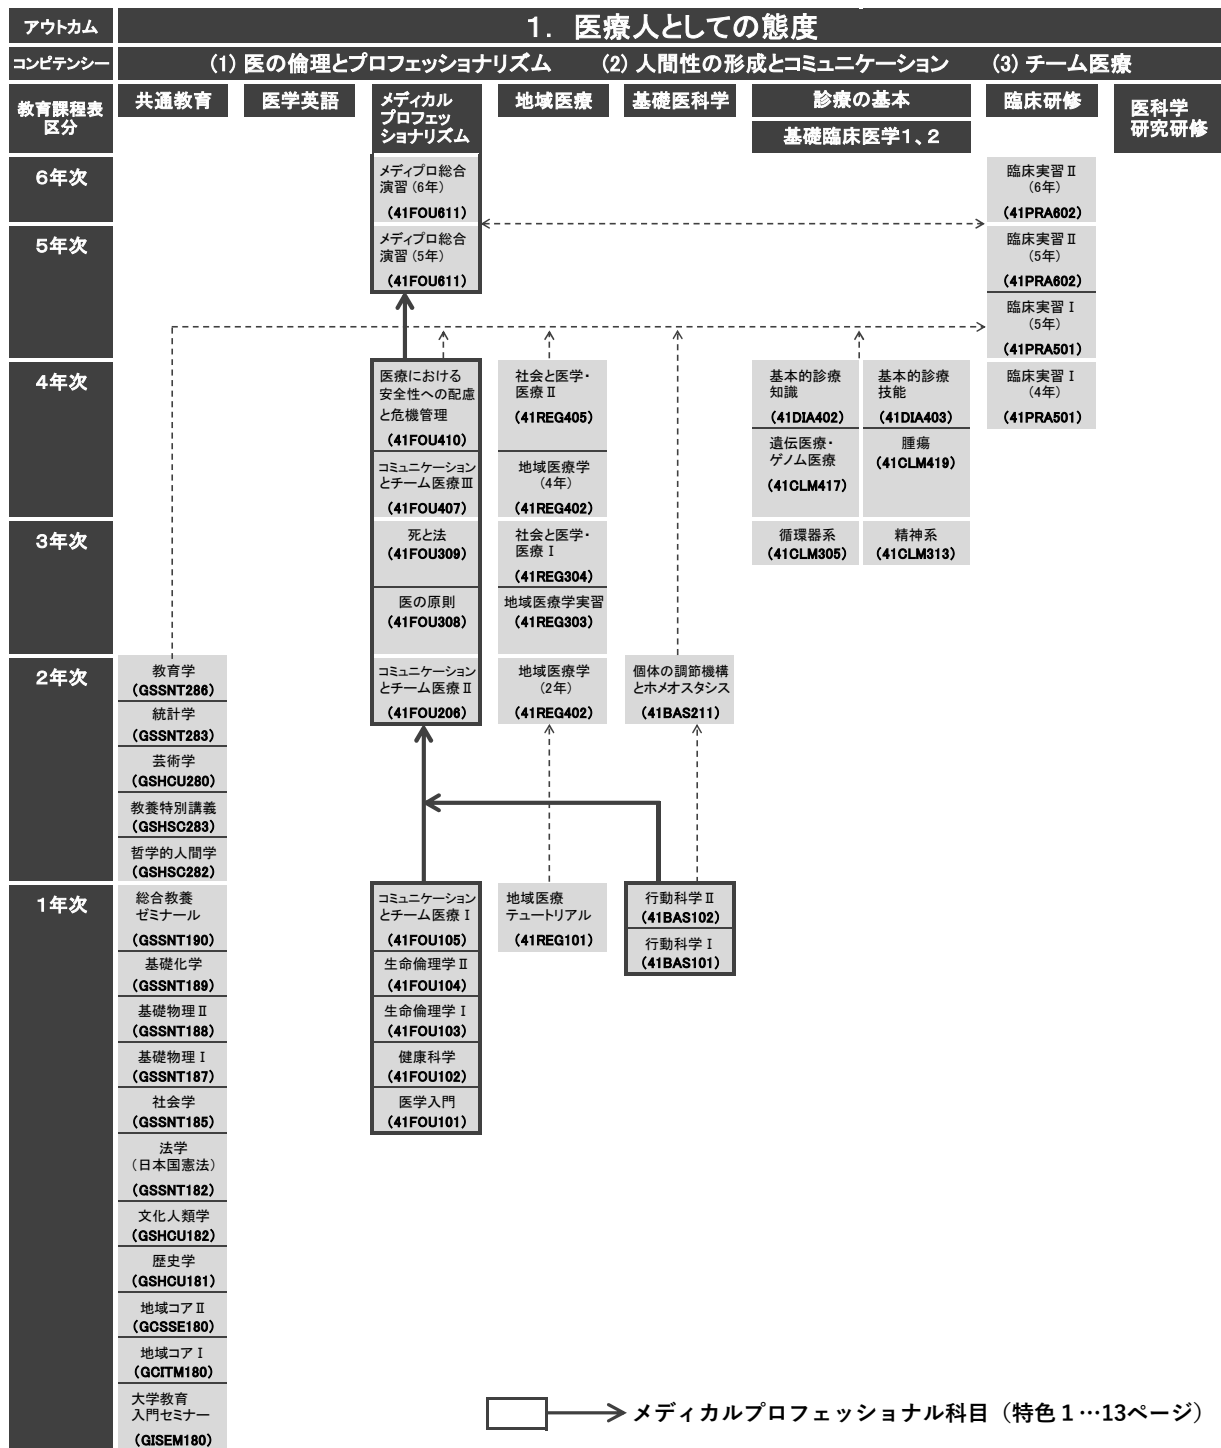 アウトカム
1. 医療人としての態度
コンピテンシー
(1) 医の倫理とプロフェッショナリズム (2) 人間性の形成とコミュニケーション (3) チーム医療
教育課程表
区分
共通教育
医学英語
メディカル
プロフェッ
ショナリズム
地域医療
基礎医科学
診療の基本
基礎臨床医学1、2
臨床研修
医科学
研究研修
6年次
メディプロ総合
演習(6年)
(41FOU611)
臨床実習Ⅱ
(6年)
(41PRA602)
5年次
メディプロ総合
演習(5年)
(41FOU611)
臨床実習Ⅱ
(5年)
(41PRA602)
臨床実習Ⅰ
(5年)
(41PRA501)
4年次
医療における
安全性への配慮
と危機管理
(41FOU410)
コミュニケーション
とチーム医療Ⅲ
(41FOU407)
社会と医学・
医療Ⅱ
(41REG405)
地域医療学
(4年)
(41REG402)
基本的診療
知識
(41DIA402)
基本的診療
技能
(41DIA403)
遺伝医療・
ゲノム医療
(41CLM417)
腫瘍
(41CLM419)
臨床実習Ⅰ
(4年)
(41PRA501)
3年次
死と法
(41FOU309)
医の原則
(41FOU308)
社会と医学・
医療Ⅰ
(41REG304)
地域医療学実習
(41REG303)
循環器系
(41CLM305)
精神系
(41CLM313)
2年次
教育学
(GSSNT286)
統計学
(GSSNT283)
芸術学
(GSHCU280)
教養特別講義
(GSHSC283)
哲学的人間学
(GSHSC282)
コミュニケーション
とチーム医療Ⅱ
(41FOU206)
地域医療学
(2年)
(41REG402)
個体の調節機構
とホメオスタシス
(41BAS211)
1年次
総合教養
ゼミナール
(GSSNT190)
基礎化学
(GSSNT189)
基礎物理Ⅱ
(GSSNT188)
基礎物理Ⅰ
(GSSNT187)
社会学
(GSSNT185)
法学
(日本国憲法)
(GSSNT182)
文化人類学
(GSHCU182)
歴史学
(GSHCU181)
地域コアⅡ
(GCSSE180)
地域コアⅠ
(GCITM180)
大学教育
入門セミナー
(GISEM180)
コミュニケーション
とチーム医療Ⅰ
(41FOU105)
生命倫理学Ⅱ
(41FOU104)
生命倫理学Ⅰ
(41FOU103)
健康科学
(41FOU102)
医学入門
(41FOU101)
地域医療
テュートリアル
(41REG101)
行動科学Ⅱ
(41BAS102)
行動科学Ⅰ
(41BAS101)
メディカルプロフェッショナル科目(特色1…13ページ)